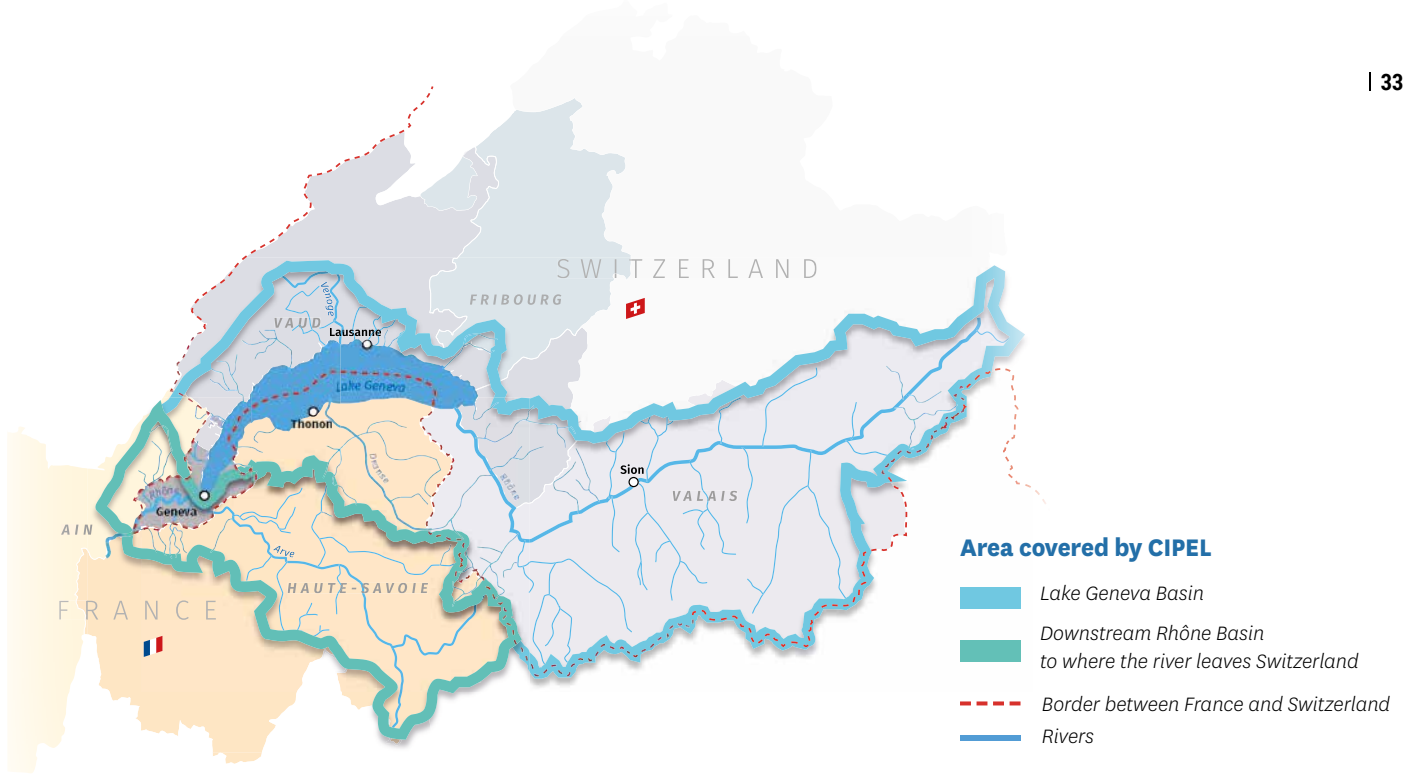 33
SWITZERLAND
FRIBOURG
Venoge
VAUD
Lausanne
Lake Geneva
Thonon
Dranse
Rhône
Sion
VALAIS
Rhône
Geneva
AIN
Arve
HAUTE-SAVOIE
FRANCE
Area covered by CIPEL
Lake Geneva Basin
Downstream Rhône Basin
to where the river leaves Switzerland
Border between France and Switzerland
Rivers